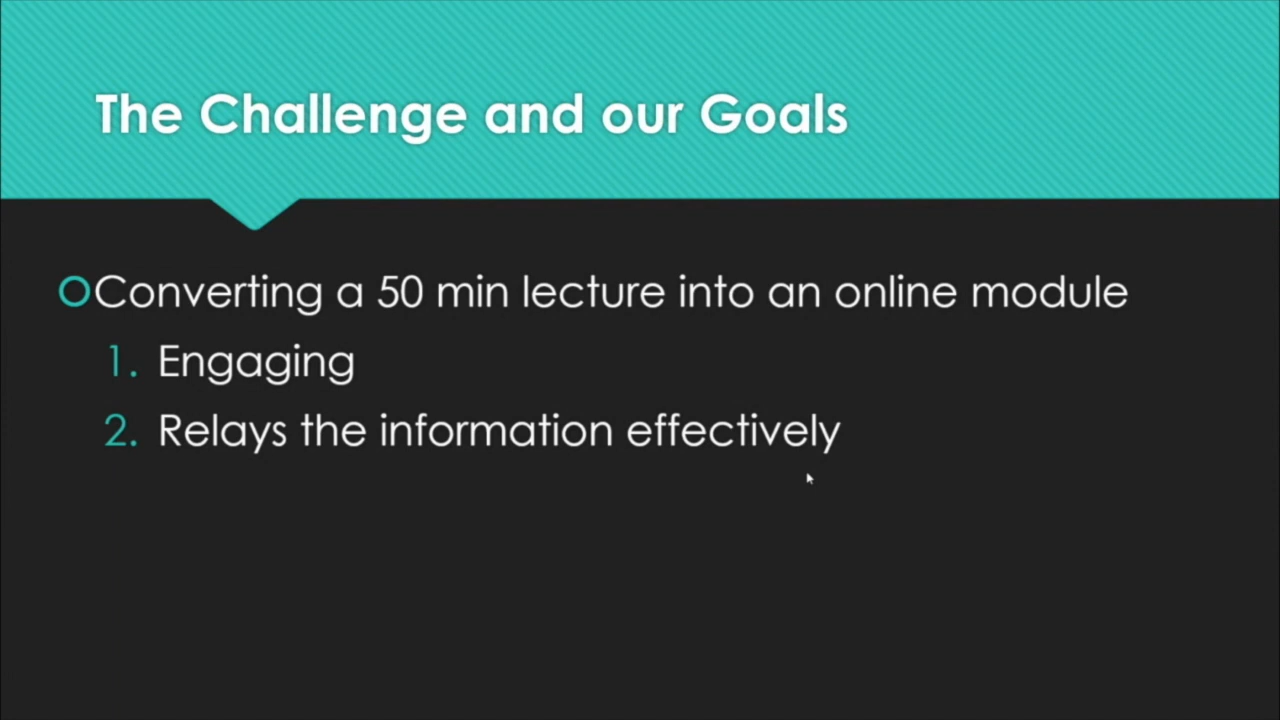 The Challenge and our Goals
Converting a 50 min lecture into an online module
1. Engaging
2. Relays the information effectively